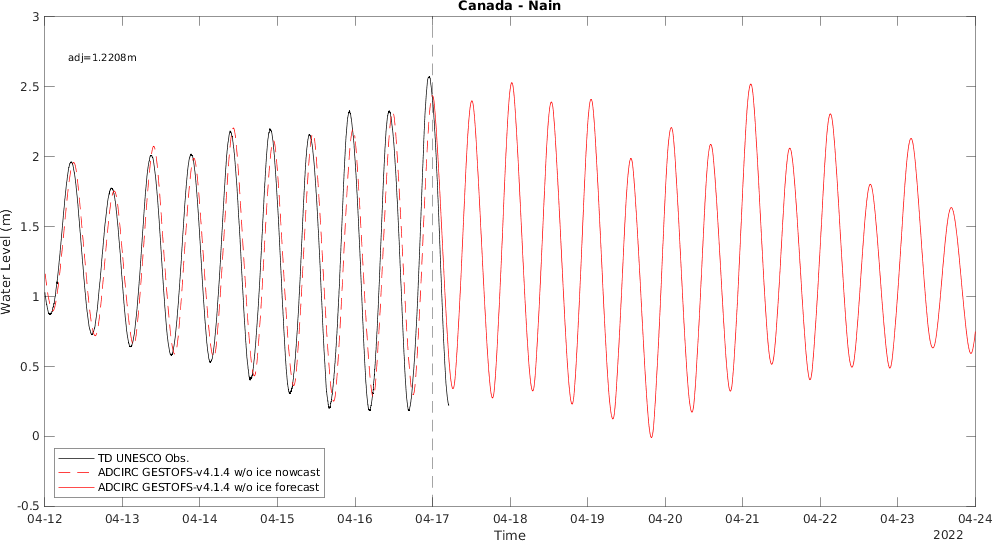 Canada - Nain
3
adj=1.2208m
2.5
2
1.5
Water Level (m)
1
0.5
0
TD UNESCO Obs.
ADCIRC GESTOFS-v4.1.4 w/o ice nowcast
ADCIRC GESTOFS-v4.1.4 w/o ice forecast
-0.5
04-12 04-13 04-14 04-15 04-16 04-17 04-18 04-19 04-20 04-21 04-22 04-23 04-24
Time
2022